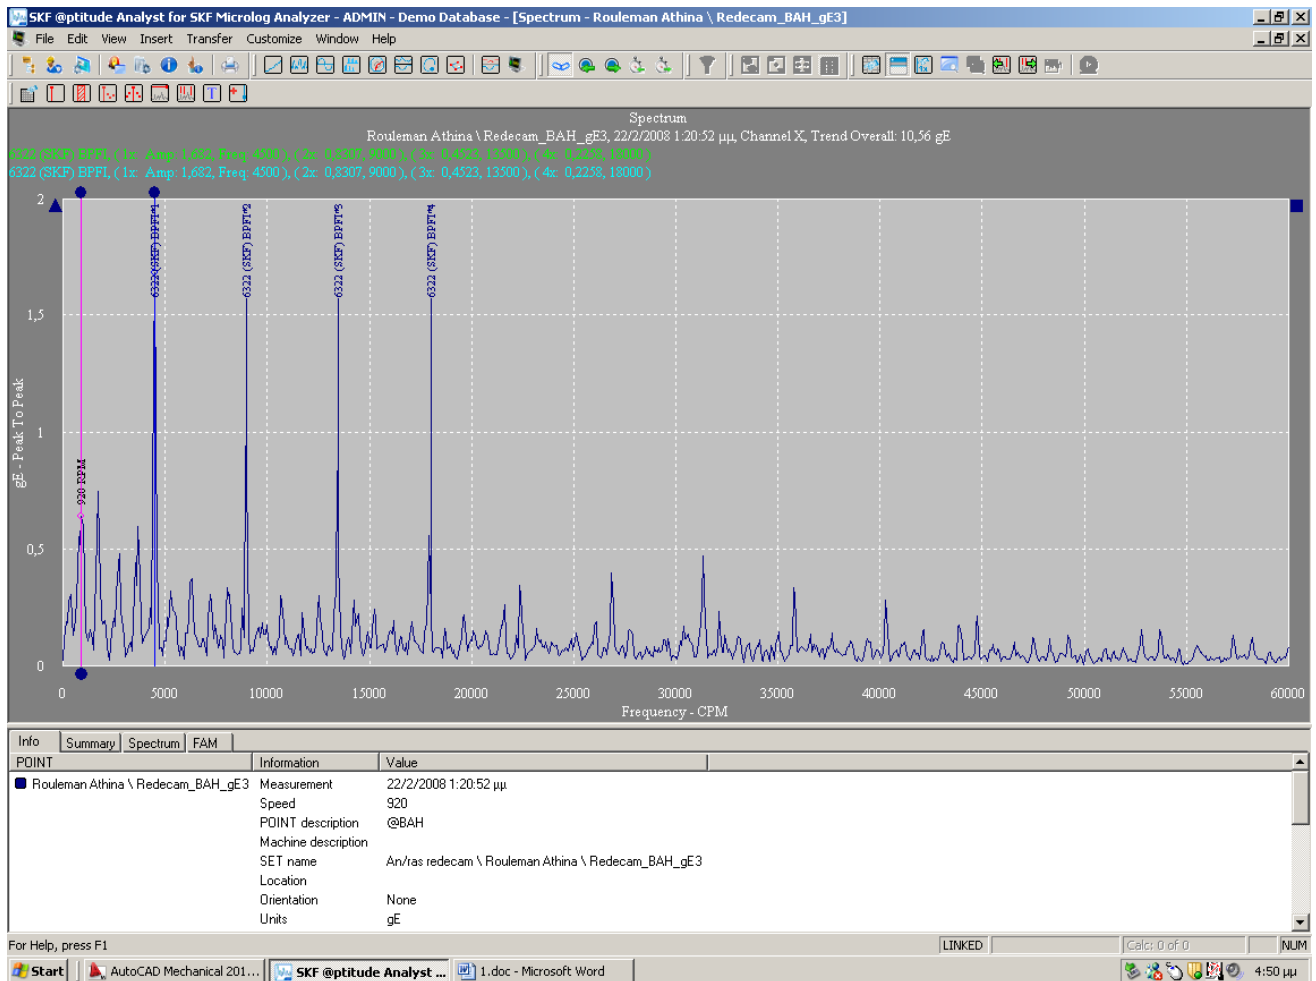 SKF @ptitude Analyst for SKF Microlog Analyzer - ADMIN - Demo Database - [Spectrum - Rouleman Athina \ Redecam_BAH_gE3]
File Edit View Insert Transfer Customize Window Help
Spectrum
Rouleman Athina \ Redecam_BAH_gE3, 22/2/2008 1:20:52 μμ, Channel X, Trend Overall: 10,56 gE
6322 (SKF) BPFI, ( 1x: Amp: 1,682, Freq: 4500 ), ( 2x: 0,8307, 9000 ), ( 3x: 0,4523, 13500 ), ( 4x: 0,2258, 18000 )
6322 (SKF) BPFI, ( 1x: Amp: 1,682, Freq: 4500 ), ( 2x: 0,8307, 9000 ), ( 3x: 0,4523, 13500 ), ( 4x: 0,2258, 18000 )
2
1,5
1
0,5
0
gE - Peak To Peak
920 RPM
6322 (SKF) BPFI*1
6322 (SKF) BPFI*2
6322 (SKF) BPFI*3
6322 (SKF) BPFI*4
0 5000 10000 15000 20000 25000 30000 35000 40000 45000 50000 55000 60000
Frequency - CPM
Info Summary Spectrum FAM
POINT Information Value
Rouleman Athina \ Redecam_BAH_gE3 Measurement 22/2/2008 1:20:52 μμ
Speed 920
POINT description @BAH
Machine description
SET name An/ras redecam \ Rouleman Athina \ Redecam_BAH_gE3
Location
Orientation None
Units gE
For Help, press F1 LINKED Calc: 0 of 0 NUM
Start AutoCAD Mechanical 201... SKF @ptitude Analyst ... 1.doc - Microsoft Word 4:50 μμ